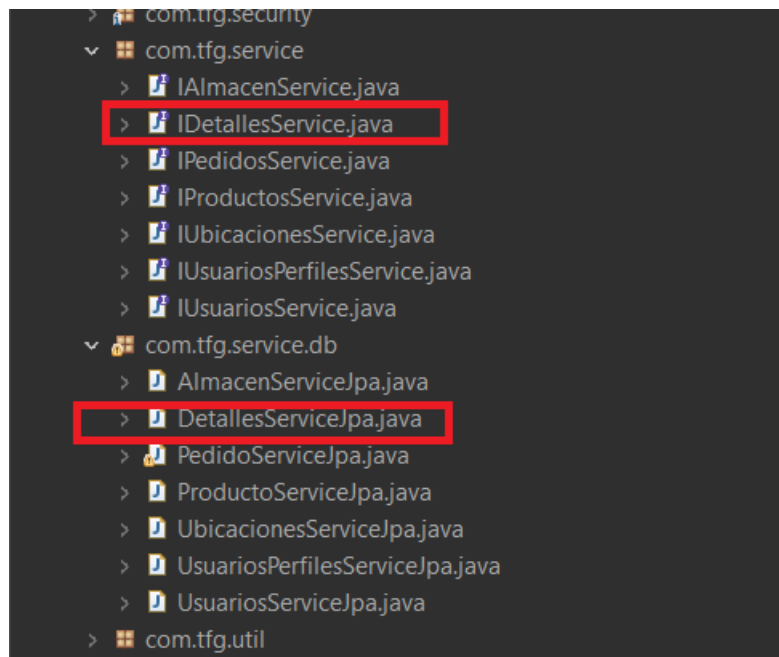 com.tfg.security
com.tfg.service
IAlmacenService.java
IDetallesService.java
IPedidosService.java
IProductosService.java
IUbicacionesService.java
IUsuariosPerfilesService.java
IUsuariosService.java
com.tfg.service.db
AlmacenServiceJpa.java
DetallesServiceJpa.java
PedidoServiceJpa.java
ProductoServiceJpa.java
UbicacionesServiceJpa.java
UsuariosPerfilesServiceJpa.java
UsuariosServiceJpa.java
com.tfg.util